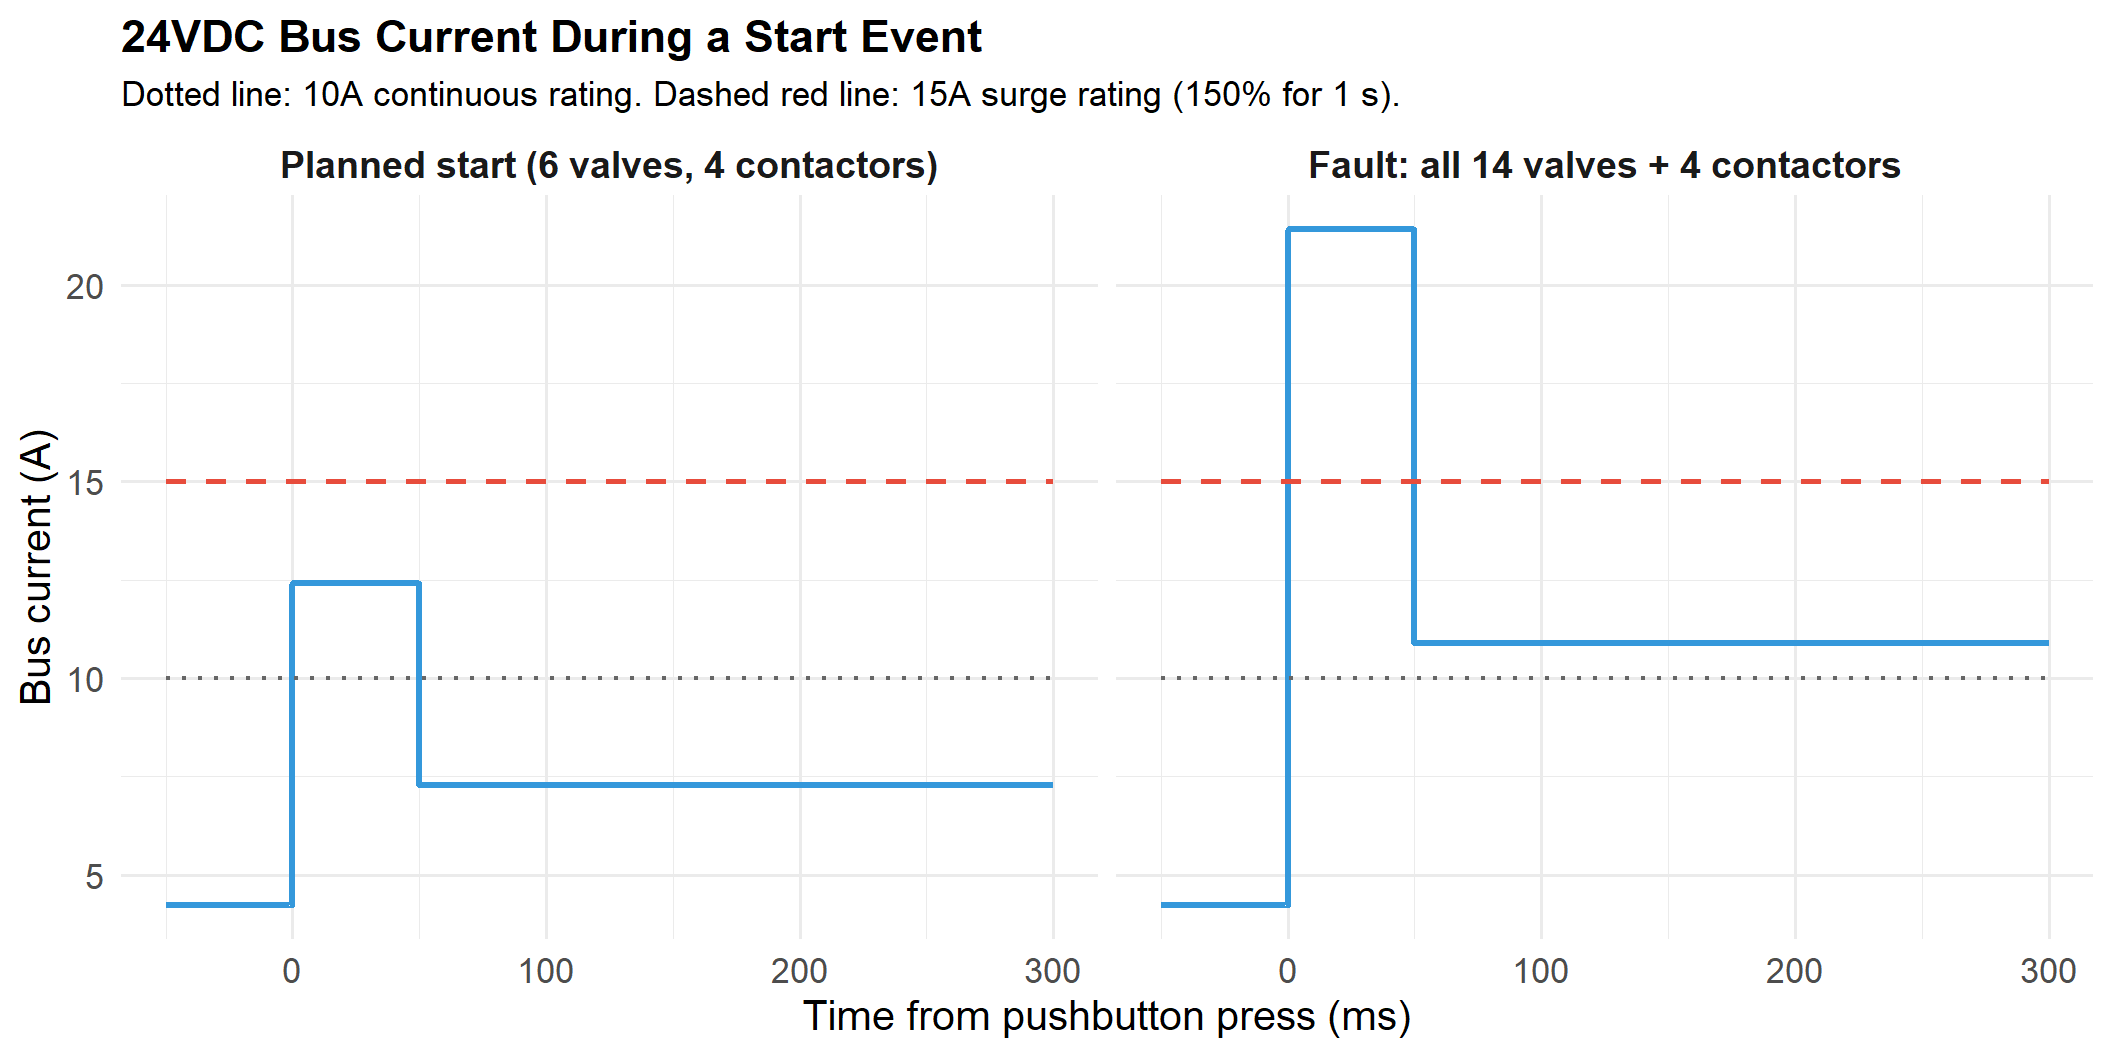 24VDC Bus Current During a Start Event
Dotted line: 10A continuous rating. Dashed red line: 15A surge rating (150% for 1 s).
Planned start (6 valves, 4 contactors)
Fault: all 14 valves + 4 contactors
Bus current (A)
20
15
10
5
0 100 200 300
0 100 200 300
Time from pushbutton press (ms)